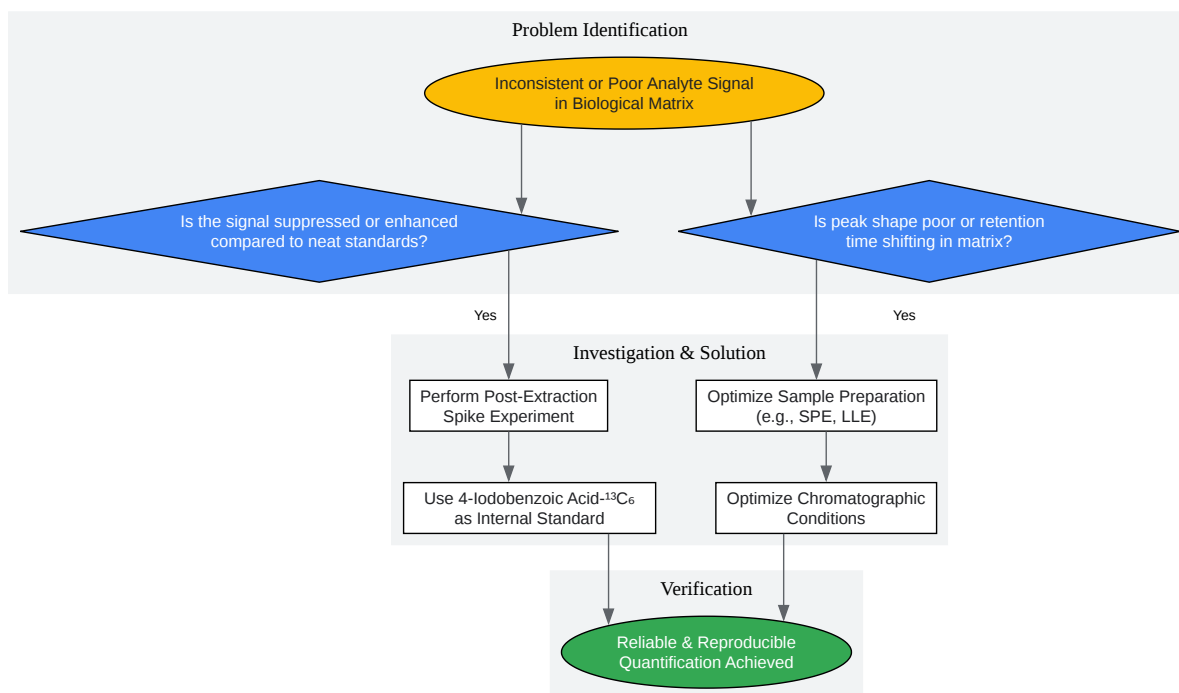 Problem Identification
Inconsistent or Poor Analyte Signal
in Biological Matrix
Is the signal suppressed or enhanced
compared to neat standards?
Is peak shape poor or retention
time shifting in matrix?
Yes
Yes
Investigation & Solution
Perform Post-Extraction
Spike Experiment
Optimize Sample Preparation
(e.g., SPE, LLE)
Use 4-Iodobenzoic Acid-¹³C₆
as Internal Standard
Optimize Chromatographic
Conditions
Verification
Reliable & Reproducible
Quantification Achieved